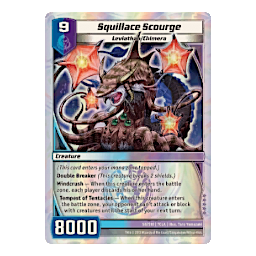 9
Squillace Scourge
Leviathan/Chimera
Creature
(This card enters your mana zone tapped.)
Double Breaker (This creature breaks 2 shields.)
Mindcrush — When this creature enters the battle
zone, each player discards his or her hand.
Tempest of Tentacles — When this creature enters
the battle zone, your opponent can't attack or block
with creatures until the start of your next turn.
8000